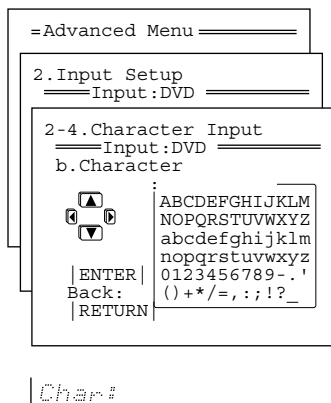 =Advanced Menu
2.Input Setup
Input:DVD
2-4.Character Input
Input:DVD
b.Character
:
ABCDEFGHIJKLM
NOPQRSTUVWXYZ
abcdefghijklm
nopqrstuvwxyz
|ENTER| 0123456789-.'
Back: ()+*/=,:;!?_
|RETURN|
Char: